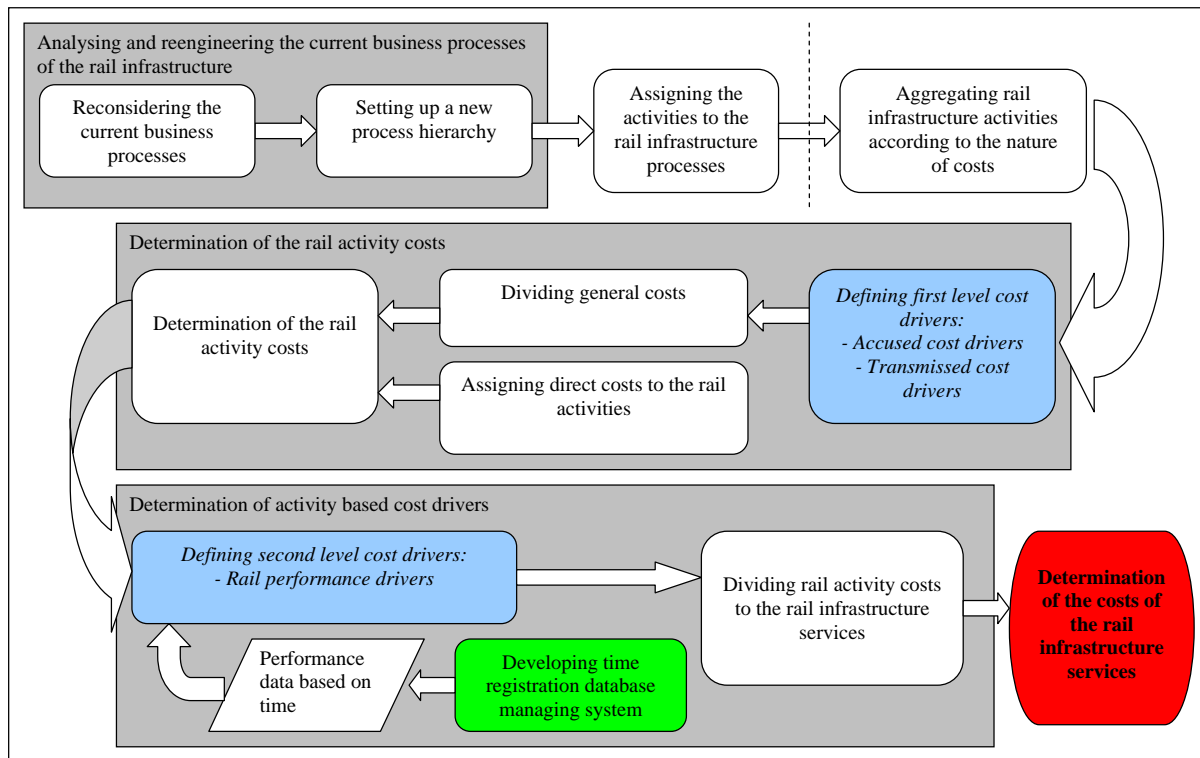 Analysing and reengineering the current business processes
of the rail infrastructure
Reconsidering the
current business
processes
Setting up a new
process hierarchy
Assigning the
activities to the
rail infrastructure
processes
Aggregating rail
infrastructure activities
according to the nature
of costs
Determination of the rail activity costs
Determination of the rail
activity costs
Dividing general costs
Assigning direct costs to the rail
activities
Defining first level cost
drivers:
- Accused cost drivers
- Transmissed cost
drivers
Determination of activity based cost drivers
Defining second level cost drivers:
- Rail performance drivers
Performance
data based on
time
Developing time
registration database
managing system
Dividing rail activity costs
to the rail infrastructure
services
Determination
of the costs of
the rail
infrastructure
services